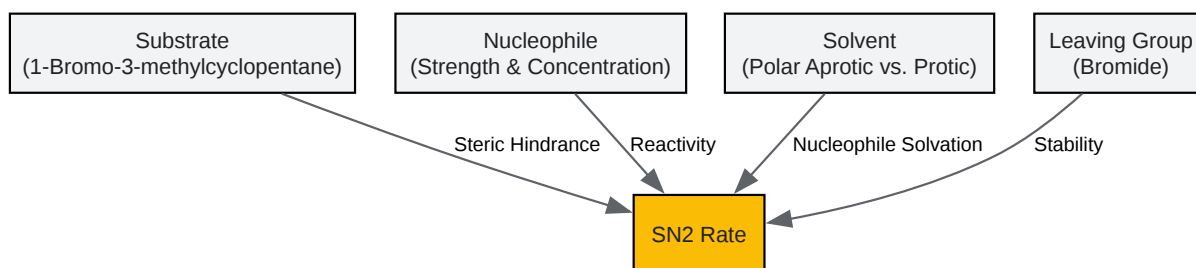 Substrate
(1-Bromo-3-methylcyclopentane)
Nucleophile
(Strength & Concentration)
Solvent
(Polar Aprotic vs. Protic)
Leaving Group
(Bromide)
Steric Hindrance
Reactivity
Nucleophile Solvation
Stability
SN2 Rate